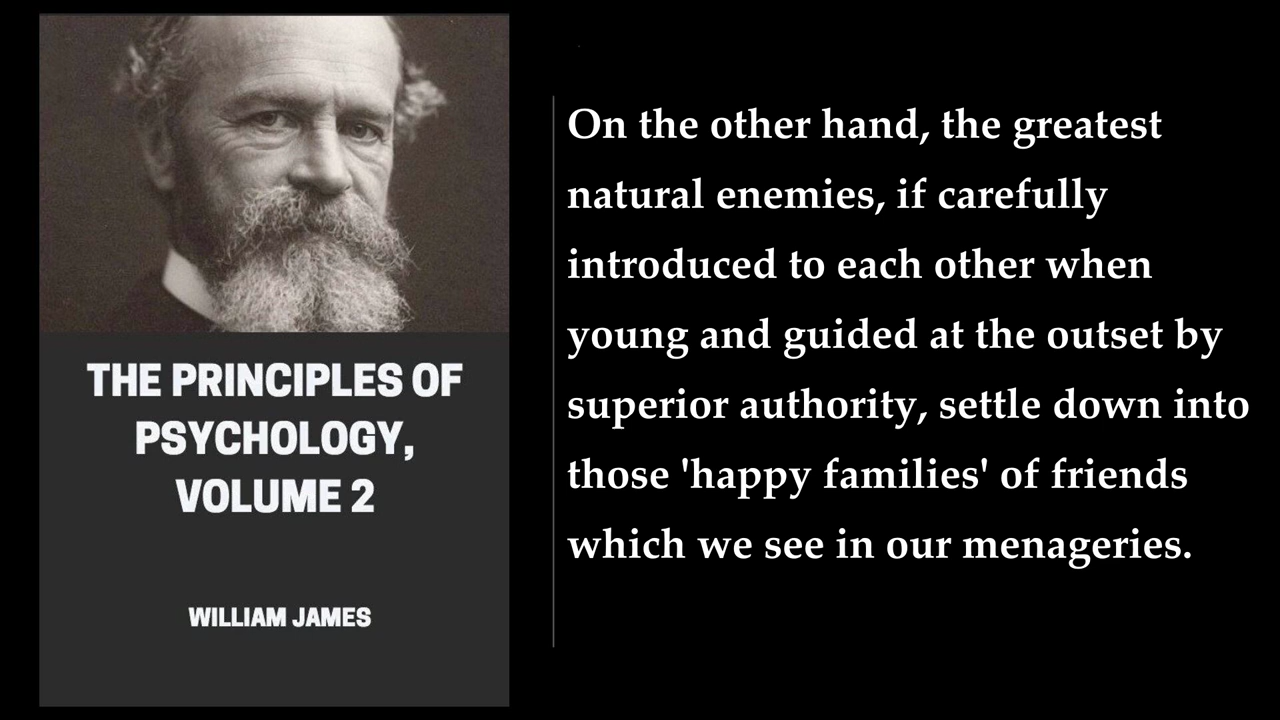 THE PRINCIPLES OF
PSYCHOLOGY,
VOLUME 2
WILLIAM JAMES
On the other hand, the greatest
natural enemies, if carefully
introduced to each other when
young and guided at the outset by
superior authority, settle down into
those 'happy families' of friends
which we see in our menageries.